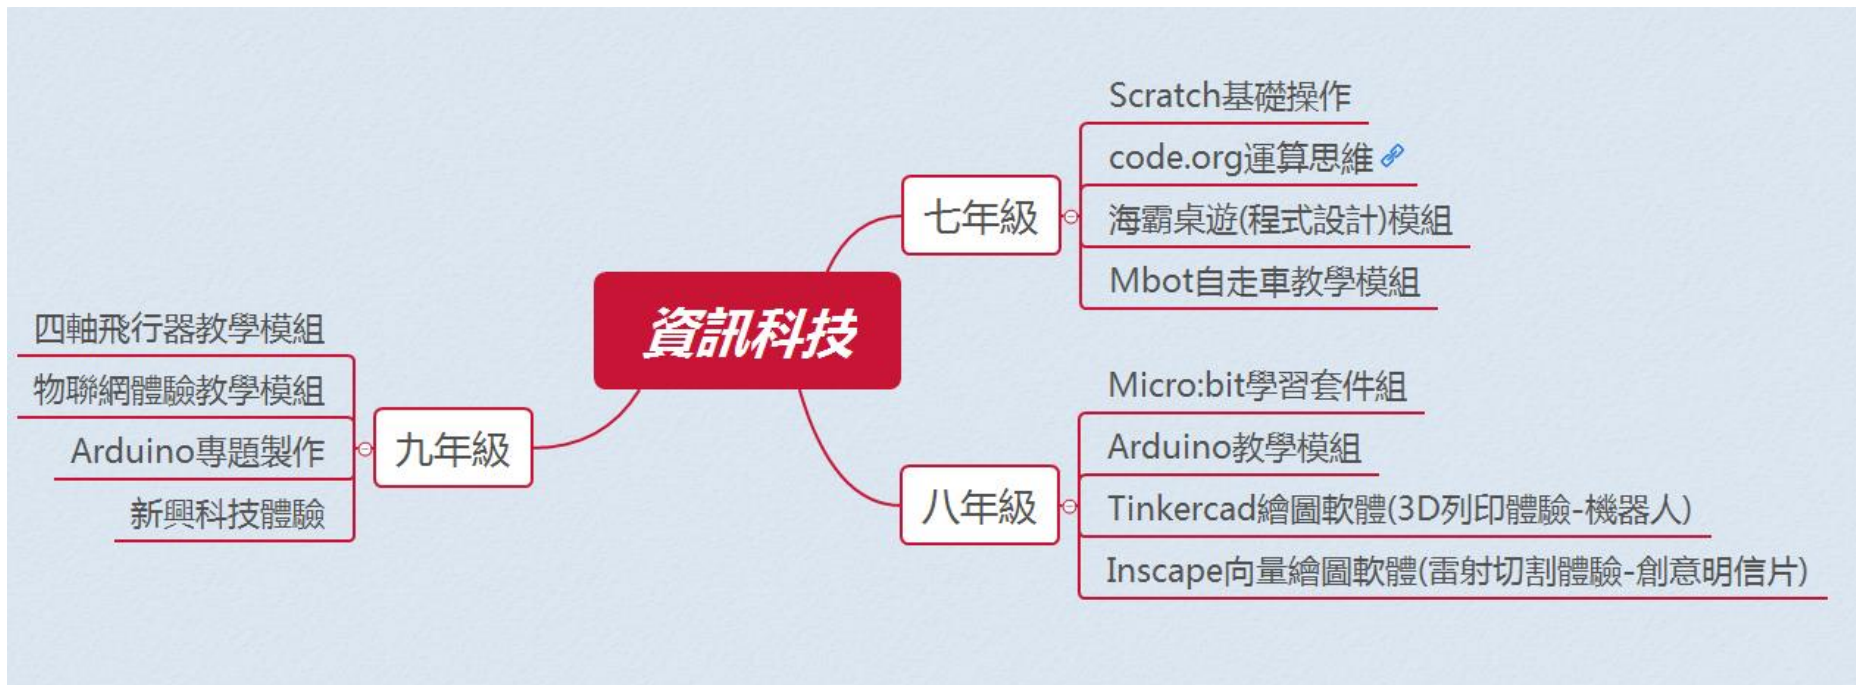 資訊科技
七年級
Scratch基礎操作
code.org運算思維
海霸桌遊(程式設計)模組
Mbot自走車教學模組
八年級
Micro:bit學習套件組
Arduino教學模組
Tinkercad繪圖軟體(3D列印體驗-機器人)
Inscape向量繪圖軟體(雷射切割體驗-創意明信片)
九年級
四軸飛行器教學模組
物聯網體驗教學模組
Arduino專題製作
新興科技體驗